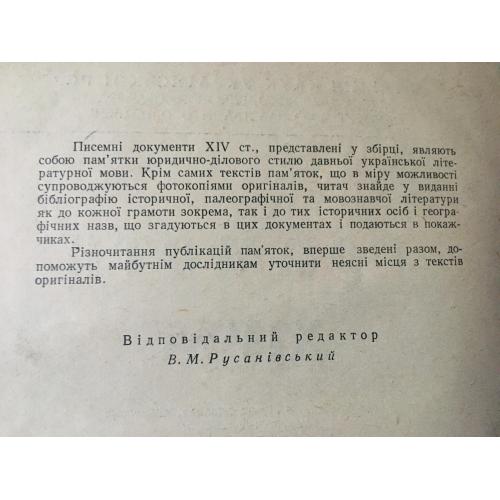 Писемні документи XIV ст., представлені у збірці, являють
собою пам'ятки юридично-ділового стилю давньої української літе-
ратурної мови. Крім самих текстів пам'яток, що в міру можливості
супроводжуються фотокопіями оригіналів, читач знайде у виданні
бібліографію історичної, палеографічної та мовознавчої літератури
як до кожної грамоти зокрема, так і до тих історичних осіб і геогра-
фічних назв, що згадуються в цих документах і подаються в покаж-
чиках.
Різночитання публікацій пам'яток, вперше зведені разом, до-
поможуть майбутнім дослідникам уточнити неясні місця з текстів
оригіналів.
Відповідальний редактор
В. М. Русанівський